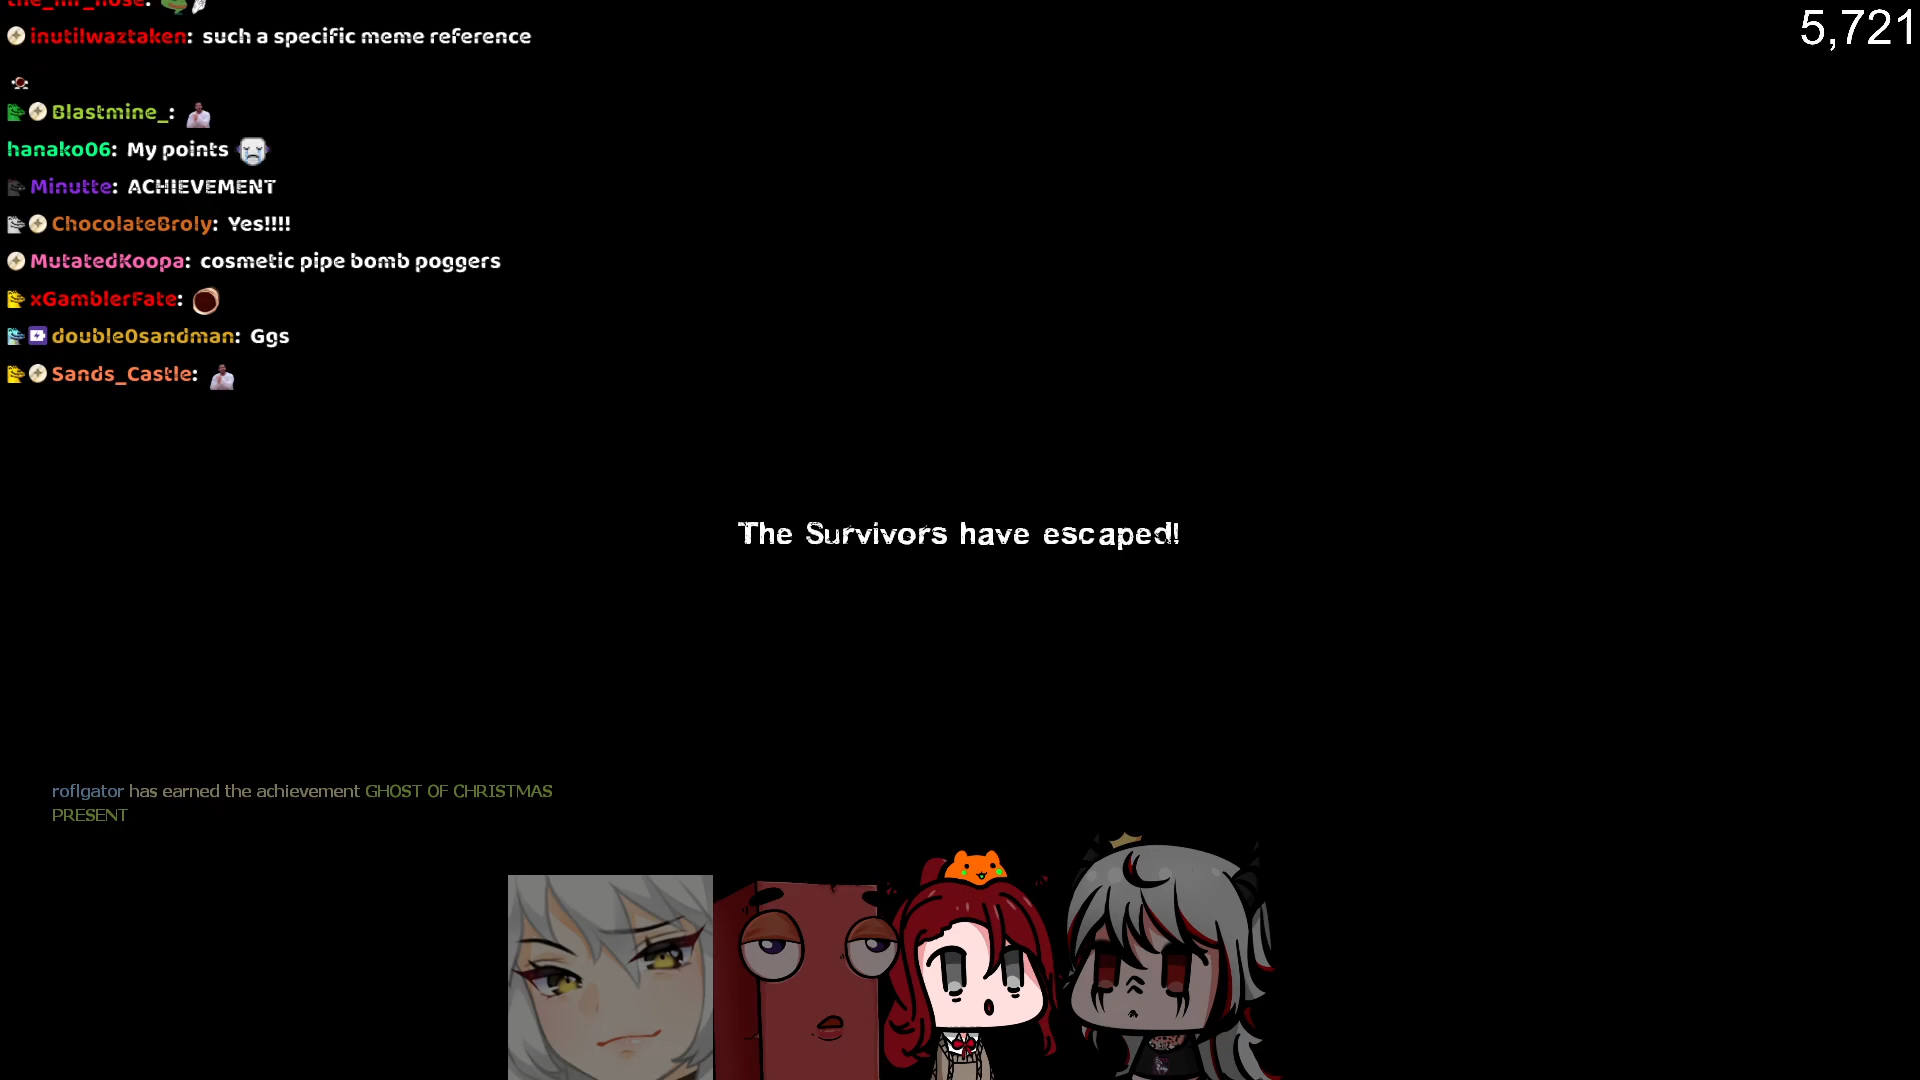 the_mr_nose:
5,721
inutilwaztaken: such a specific meme reference
Blastmine_:
hanako06: My points
Minutte: ACHIEVEMENT
ChocolateBroly: Yes!!!!
MutatedKoopa: cosmetic pipe bomb poggers
xGamblerFate:
double0sandman: Ggs
Sands_Castle:
The Survivors have escaped!
roflgator has earned the achievement GHOST OF CHRISTMAS
PRESENT